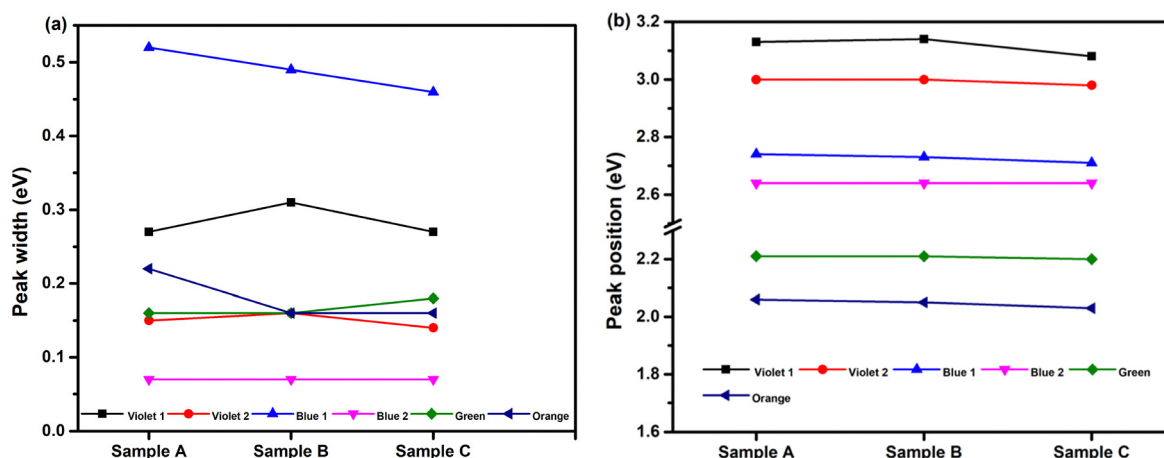 (a)
Peak width (eV)
0.5
0.4
0.3
0.2
0.1
0.0
Violet 1 Violet 2 Blue 1 Blue 2 Green Orange
Sample A Sample B Sample C
(b)
Peak position (eV)
3.2
3.0
2.8
2.6
2.2
2.0
1.8
1.6
Violet 1 Violet 2 Blue 1 Blue 2 Green
Orange
Sample A Sample B Sample C